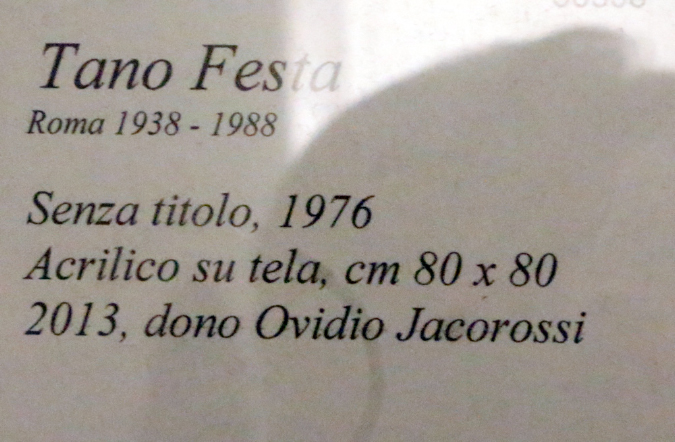 Tano Festa
Roma 1938 - 1988
Senza titolo, 1976
Acrilico su tela, cm 80 x 80
2013, dono Ovidio Jacorossi